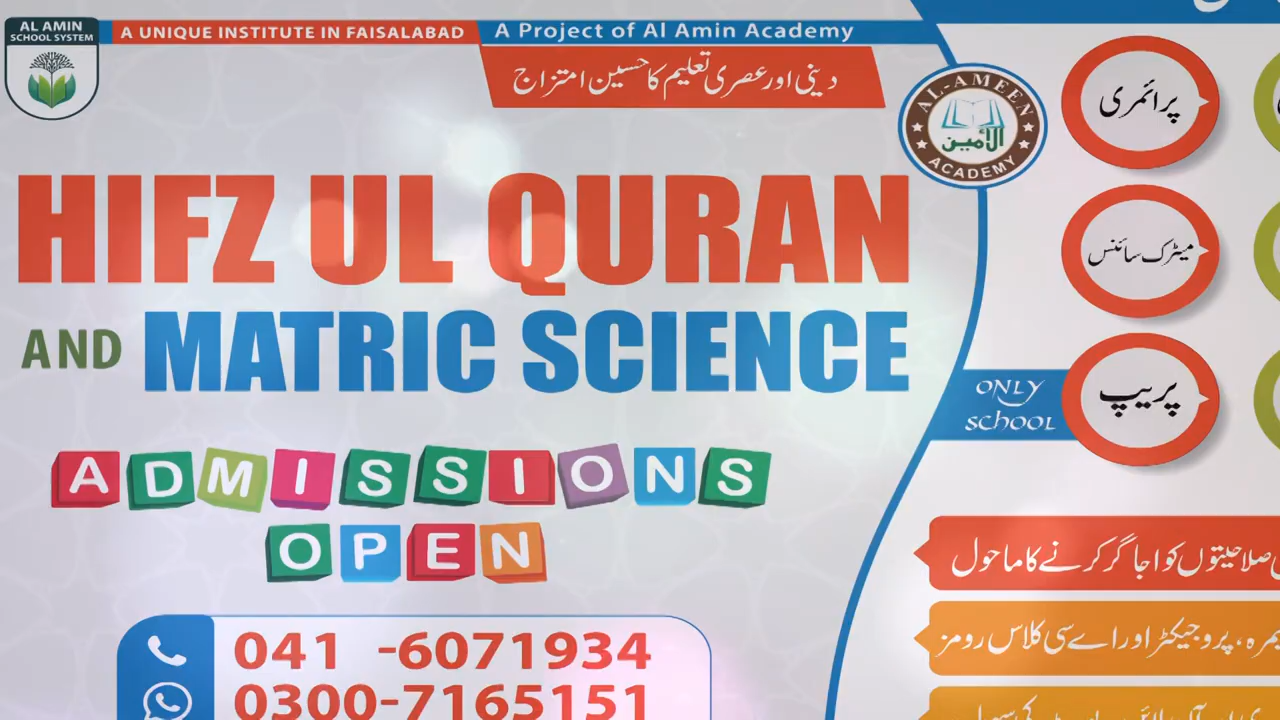 AL AMIN
SCHOOL SYSTEM
A UNIQUE INSTITUTE IN FAISALABAD
A Project of Al Amin Academy
دینی اور عصری تعلیم کا حسین امتزاج
AL-AMEEN
الأمین
ACADEMY
HIFZ UL QURAN
AND MATRIC SCIENCE
ADMISSIONS
OPEN
041 -6071934
0300-7165151
پرائمری
میٹرک سائنس
ONLY
SCHOOL
پریپ
صلاحیتوں کو اجاگر کرنے کا ماحول
پروجیکٹر اور اے سی کلاس رومز